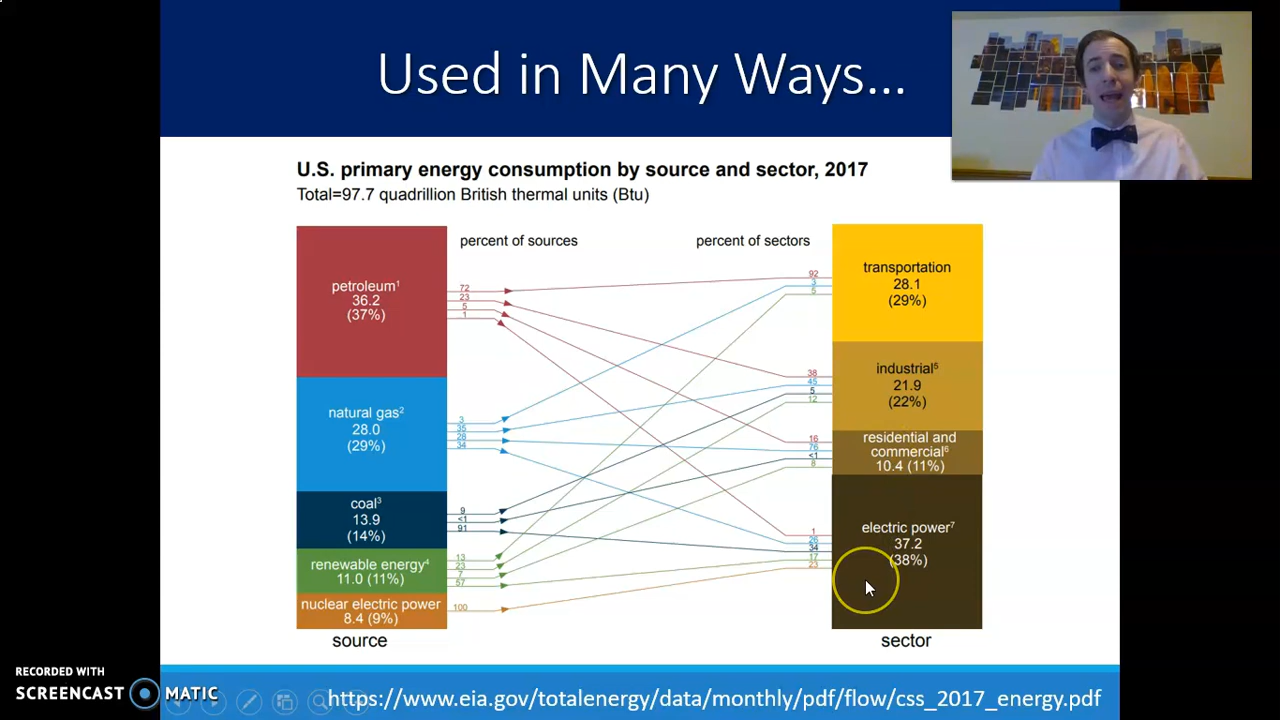 Used in Many Ways...
U.S. primary energy consumption by source and sector, 2017
Total=97.7 quadrillion British thermal units (Btu)
percent of sources
percent of sectors
petroleum¹
36.2
(37%)
72
23
5
1
natural gas²
28.0
(29%)
3
35
28
34
coal³
13.9
(14%)
9
<1
91
renewable energy⁴
11.0 (11%)
13
23
7
57
nuclear electric power
8.4 (9%)
100
source
92
3
5
transportation
28.1
(29%)
38
45
5
12
industrial⁵
21.9
(22%)
16
76
<1
8
residential and
commercial⁶
10.4 (11%)
1
26
34
17
23
electric power⁷
37.2
(38%)
sector
https://www.eia.gov/totalenergy/data/monthly/pdf/flow/css_2017_energy.pdf
RECORDED WITH
SCREENCAST MATIC